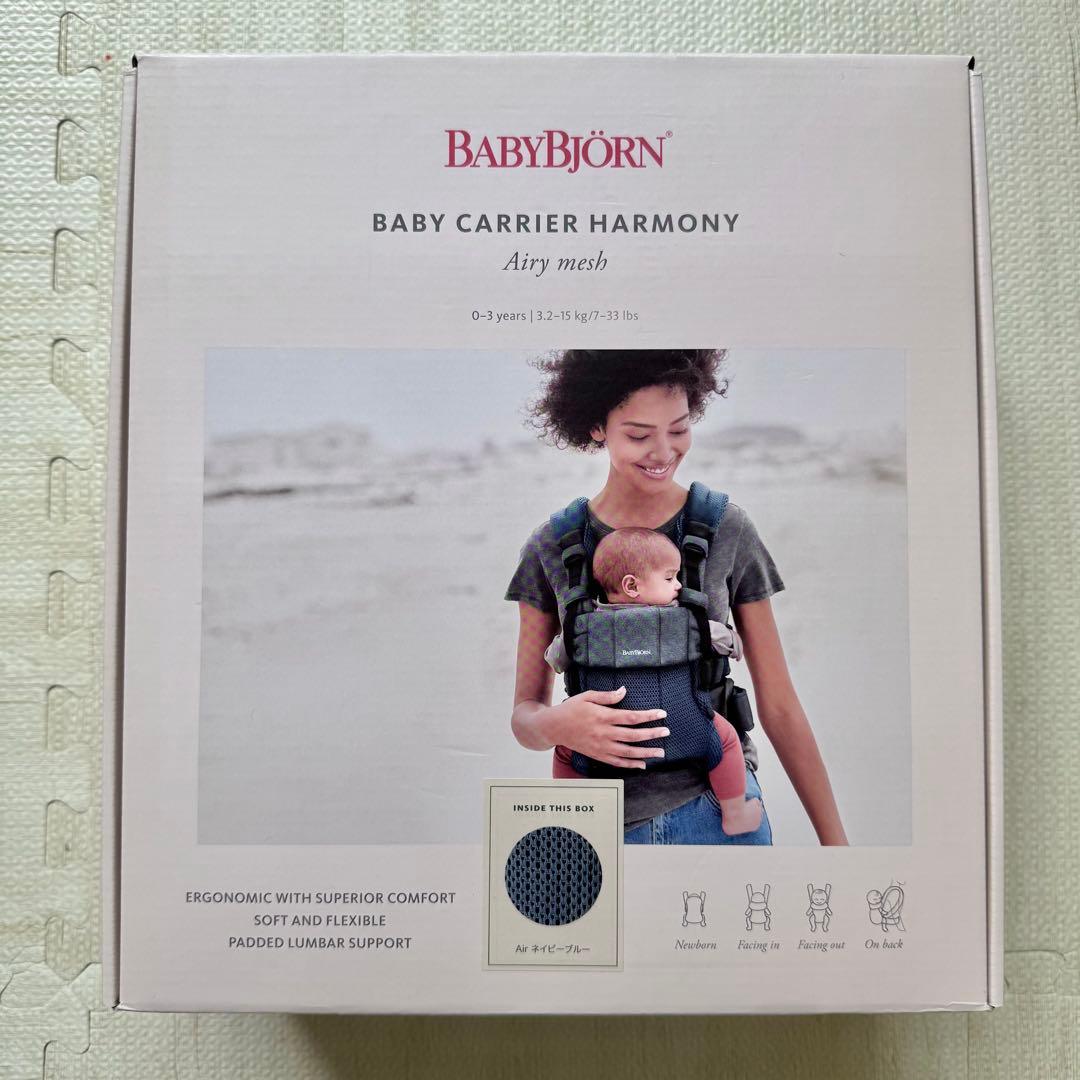 BABYBJÖRN®
BABY CARRIER HARMONY
Airy mesh
0–3 years | 3.2–15 kg/7–33 lbs
BABYBJÖRN
INSIDE THIS BOX
Air ネイビーブルー
ERGONOMIC WITH SUPERIOR COMFORT
SOFT AND FLEXIBLE
PADDED LUMBAR SUPPORT
Newborn Facing in Facing out On back